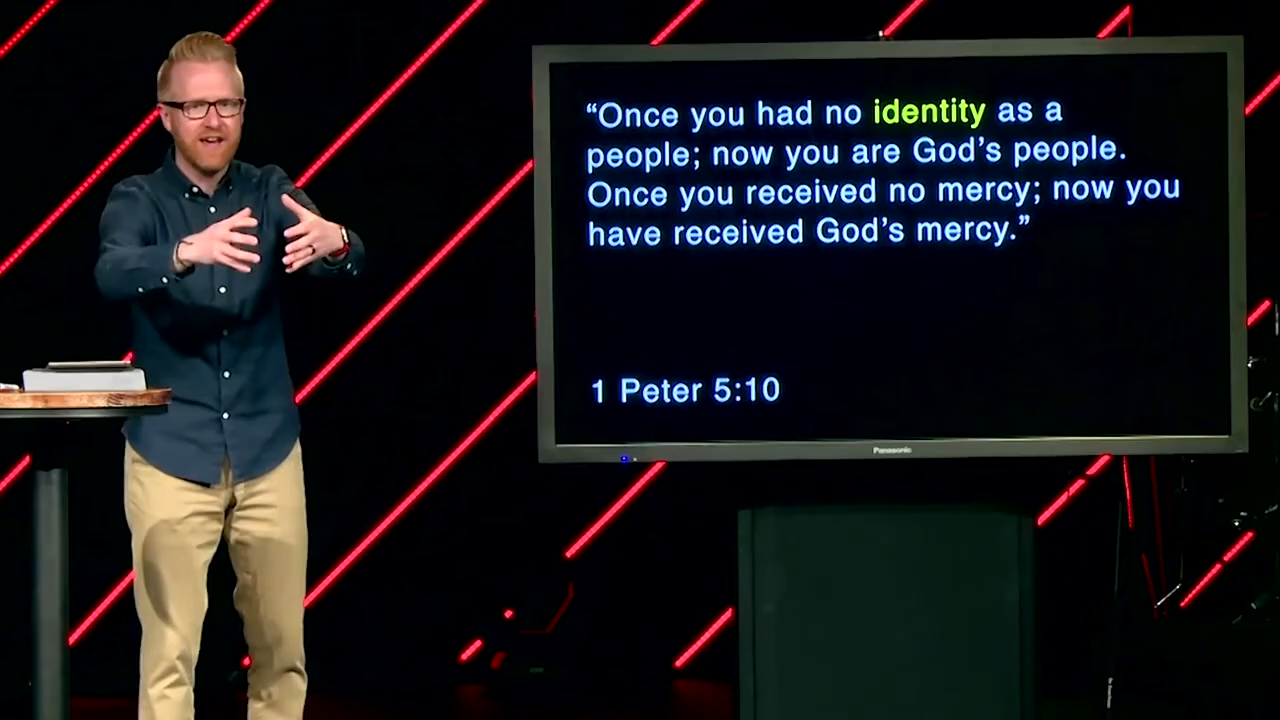 “Once you had no identity as a
people; now you are God’s people.
Once you received no mercy; now you
have received God’s mercy.”
1 Peter 5:10
Panasonic